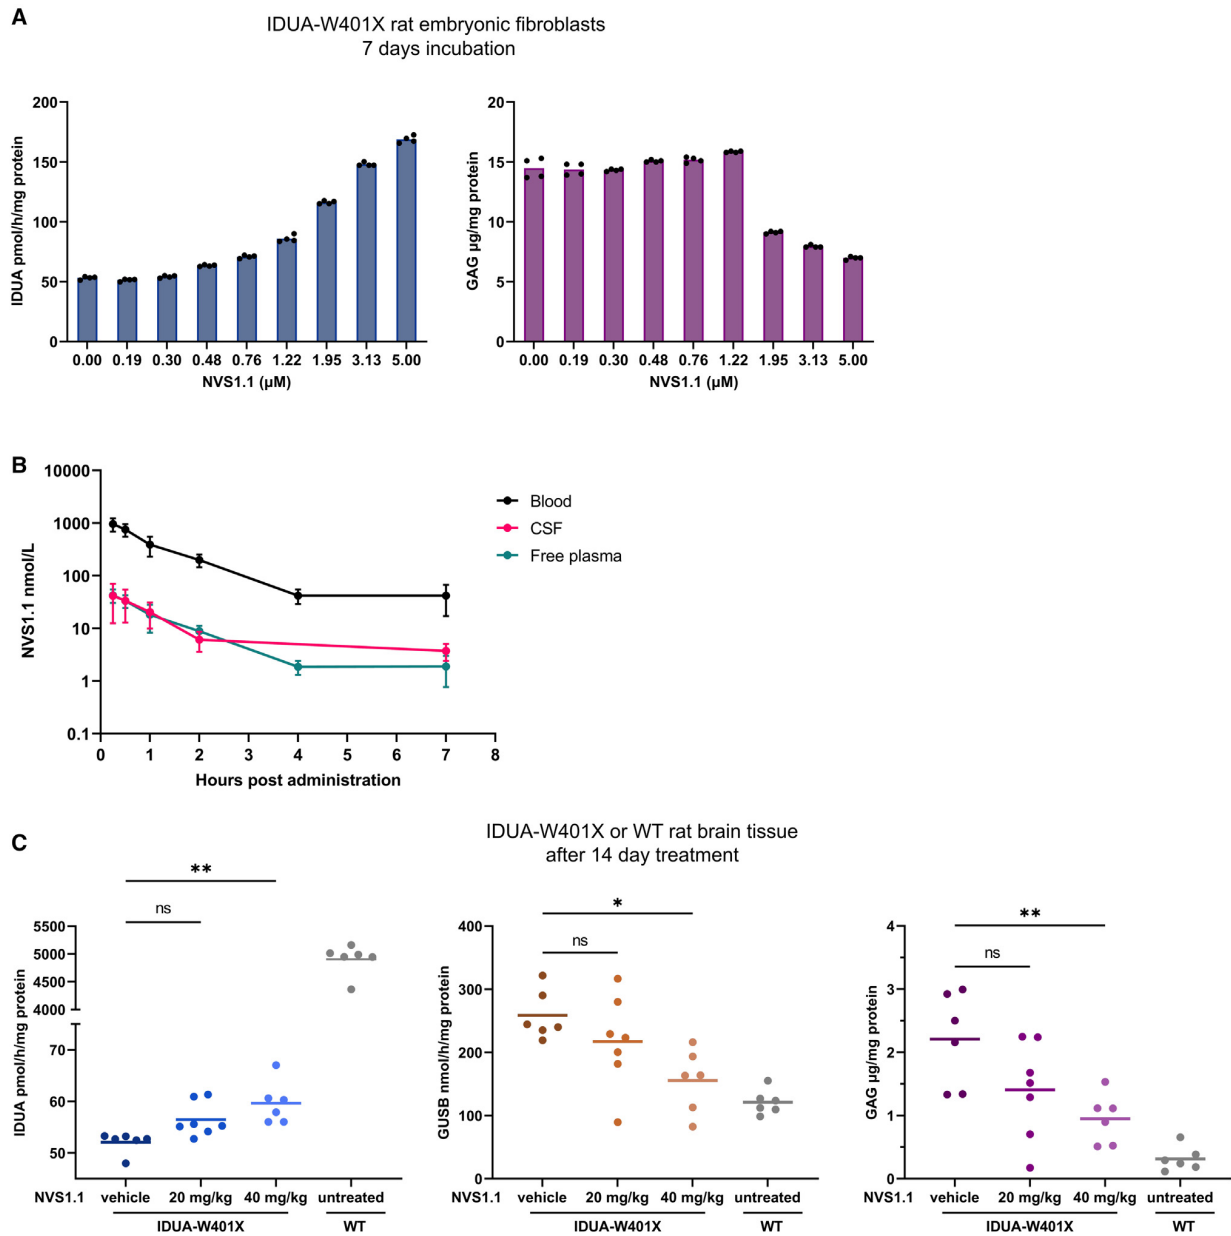 A
IDUA-W401X rat embryonic fibroblasts
7 days incubation
IDUA pmol/h/mg protein
200
150
100
50
0
0.00 0.19 0.30 0.48 0.76 1.22 1.95 3.13 5.00
NVS1.1 (µM)
GAG µg/mg protein
20
15
10
5
0
0.00 0.19 0.30 0.48 0.76 1.22 1.95 3.13 5.00
NVS1.1 (µM)
B
NVS1.1 nmol/L
10000
1000
100
10
1
0.1
0 1 2 3 4 5 6 7 8
Hours post administration
Blood
CSF
Free plasma
C
IDUA-W401X or WT rat brain tissue
after 14 day treatment
**
ns
IDUA pmol/h/mg protein
5500
5000
4500
4000
70
60
50
NVS1.1 vehicle 20 mg/kg 40 mg/kg untreated
IDUA-W401X WT
*
ns
GUSB nmol/h/mg protein
400
300
200
100
0
NVS1.1 vehicle 20 mg/kg 40 mg/kg untreated
IDUA-W401X WT
**
ns
GAG µg/mg protein
4
3
2
1
0
NVS1.1 vehicle 20 mg/kg 40 mg/kg untreated
IDUA-W401X WT